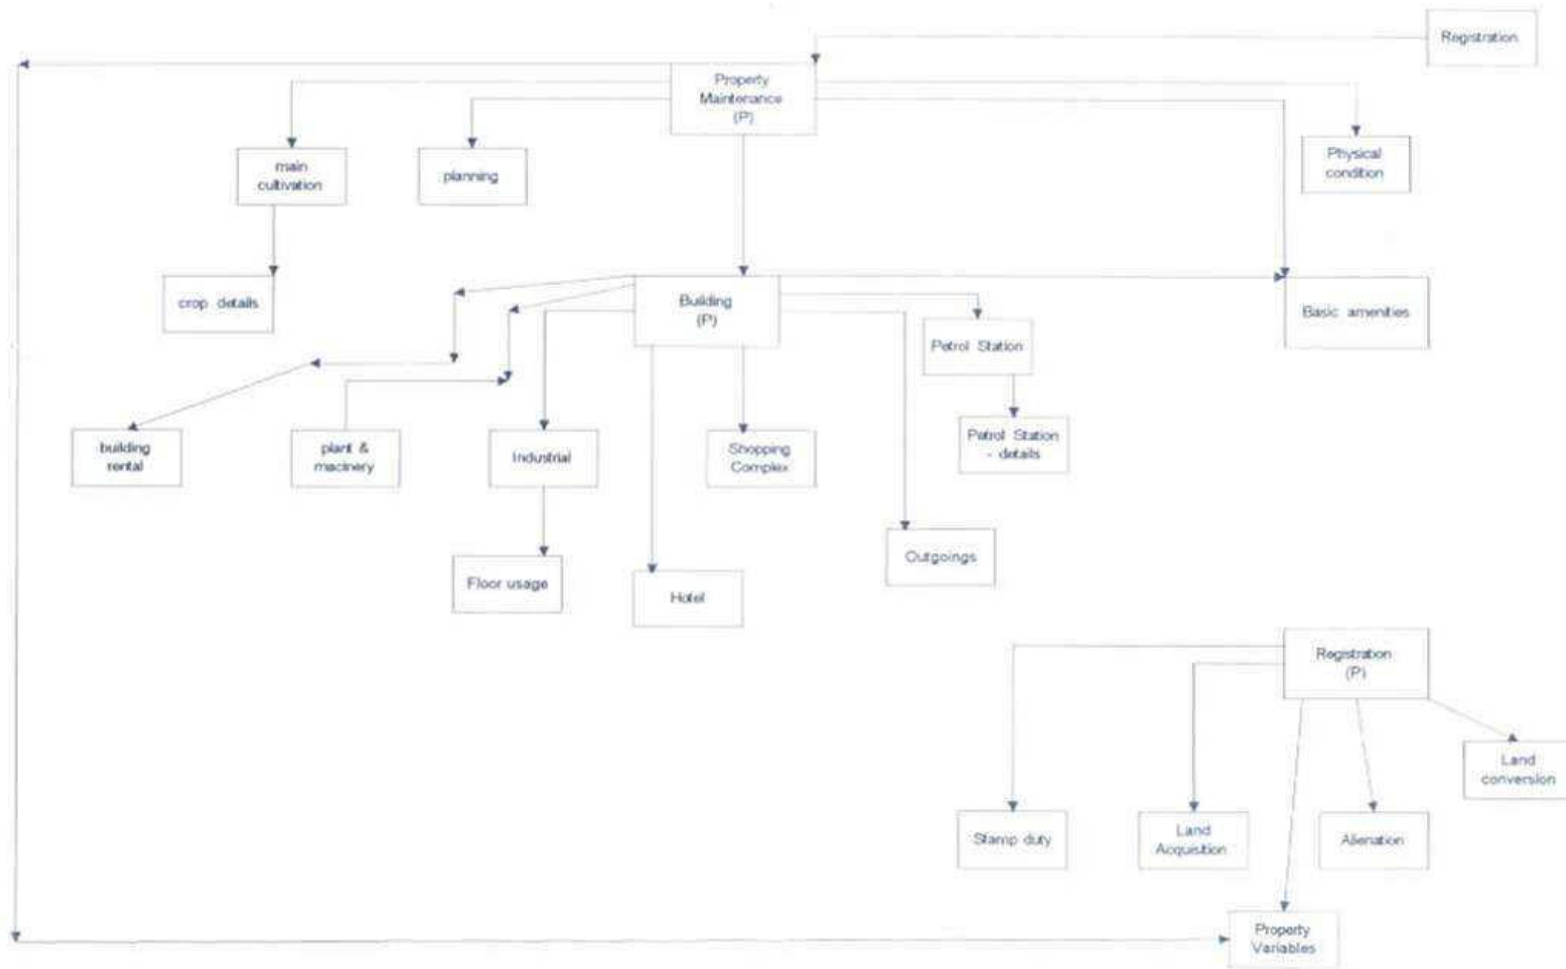 Registration
Property
Maintenance
(P)
main
cultivation
planning
Physical
condition
crop details
Building
(P)
Petrol Station
Basic amenities
building
rental
plant &
macinery
Industrial
Shopping
Complex
Patrol Station
- details
Floor usage
Hotel
Outgoings
Registration
(P)
Land
conversion
Stamp duty
Land
Acquisition
Alienation
Property
Variables